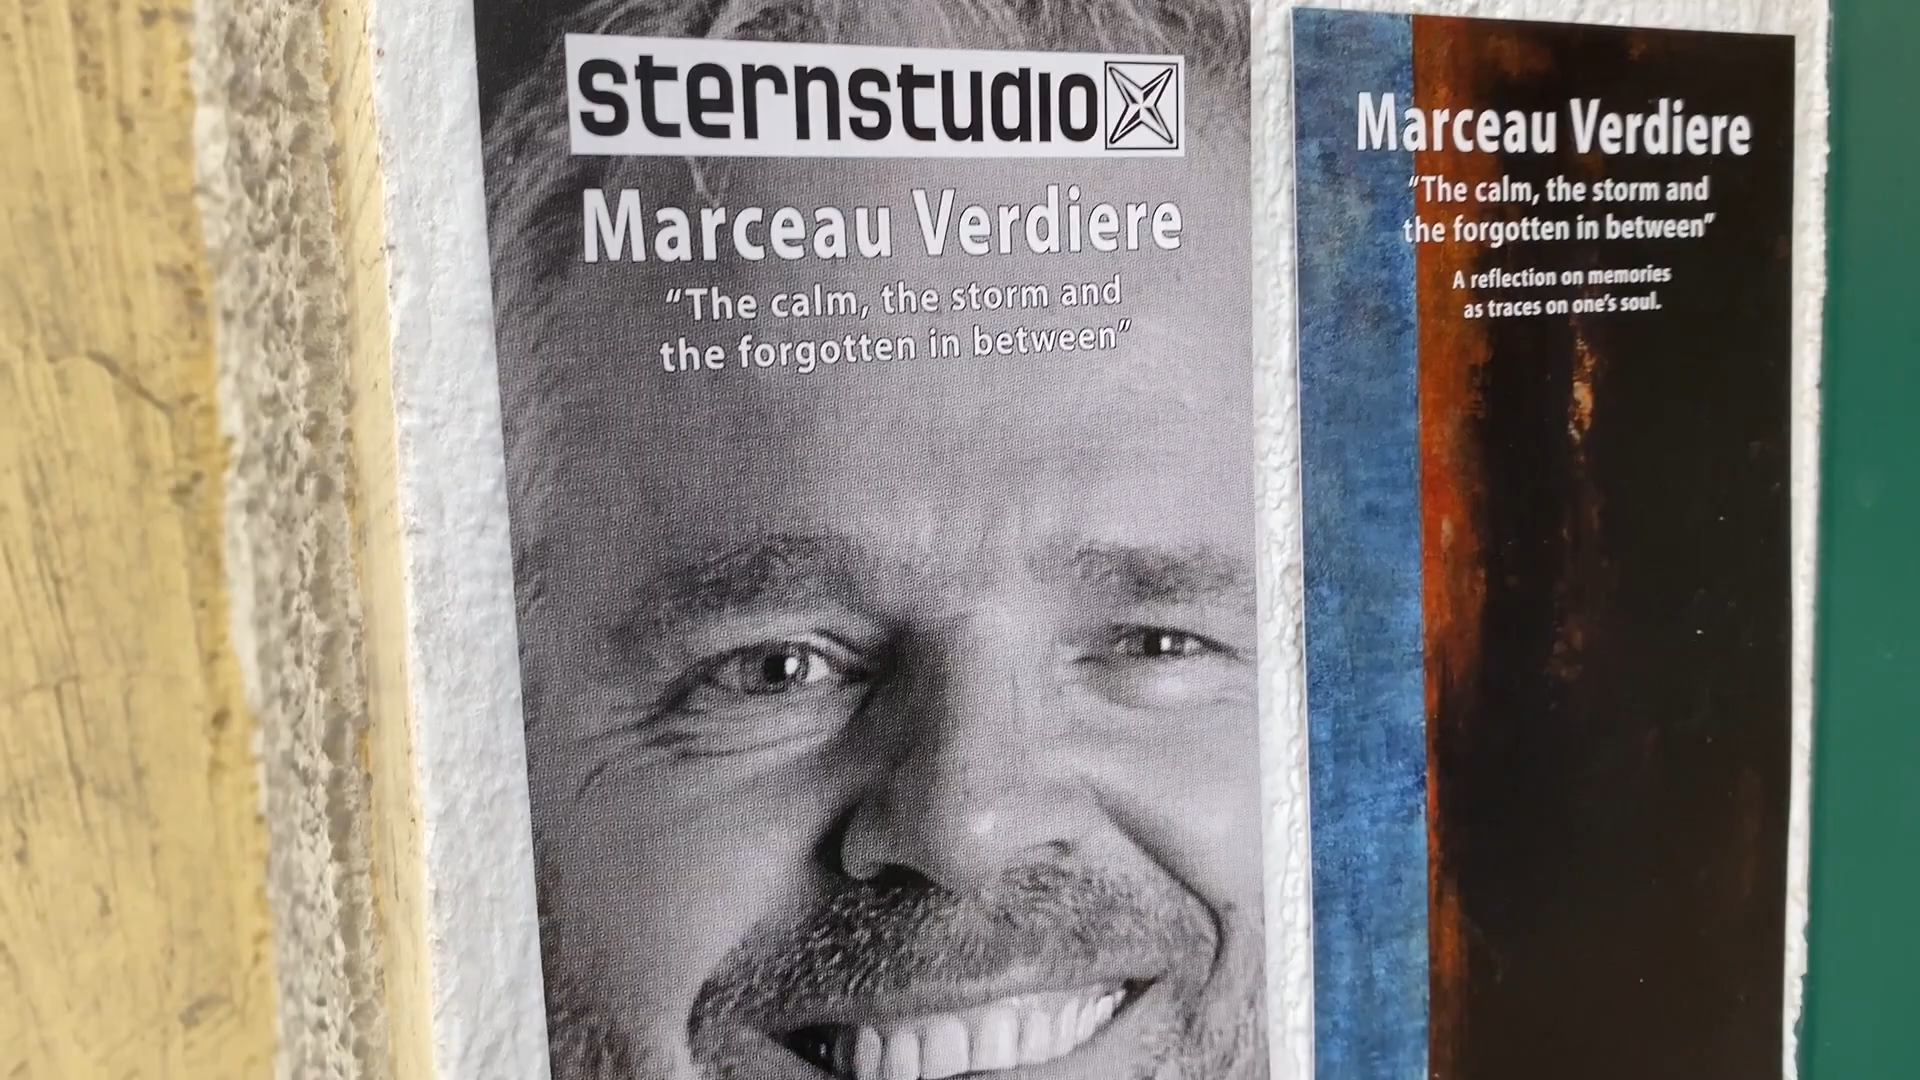 sternstudio
Marceau Verdiere
“The calm, the storm and
the forgotten in between”
Marceau Verdiere
“The calm, the storm and
the forgotten in between”
A reflection on memories
as traces on one’s soul.